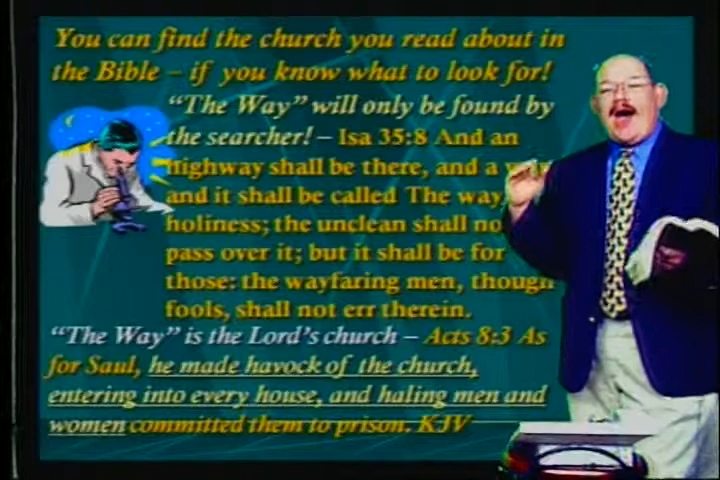 You can find the church you read about in
the Bible – if you know what to look for!
"The Way" will only be found by
the searcher! – Isa 35:8 And an
highway shall be there, and a
and it shall be called The way
holiness; the unclean shall no
pass over it; but it shall be for
those: the wayfaring men, though
fools, shall not err therein.
"The Way" is the Lord's church – Acts 8:3 As
for Saul, he made havock of the church,
entering into every house, and haling men and
women committed them to prison. KJV